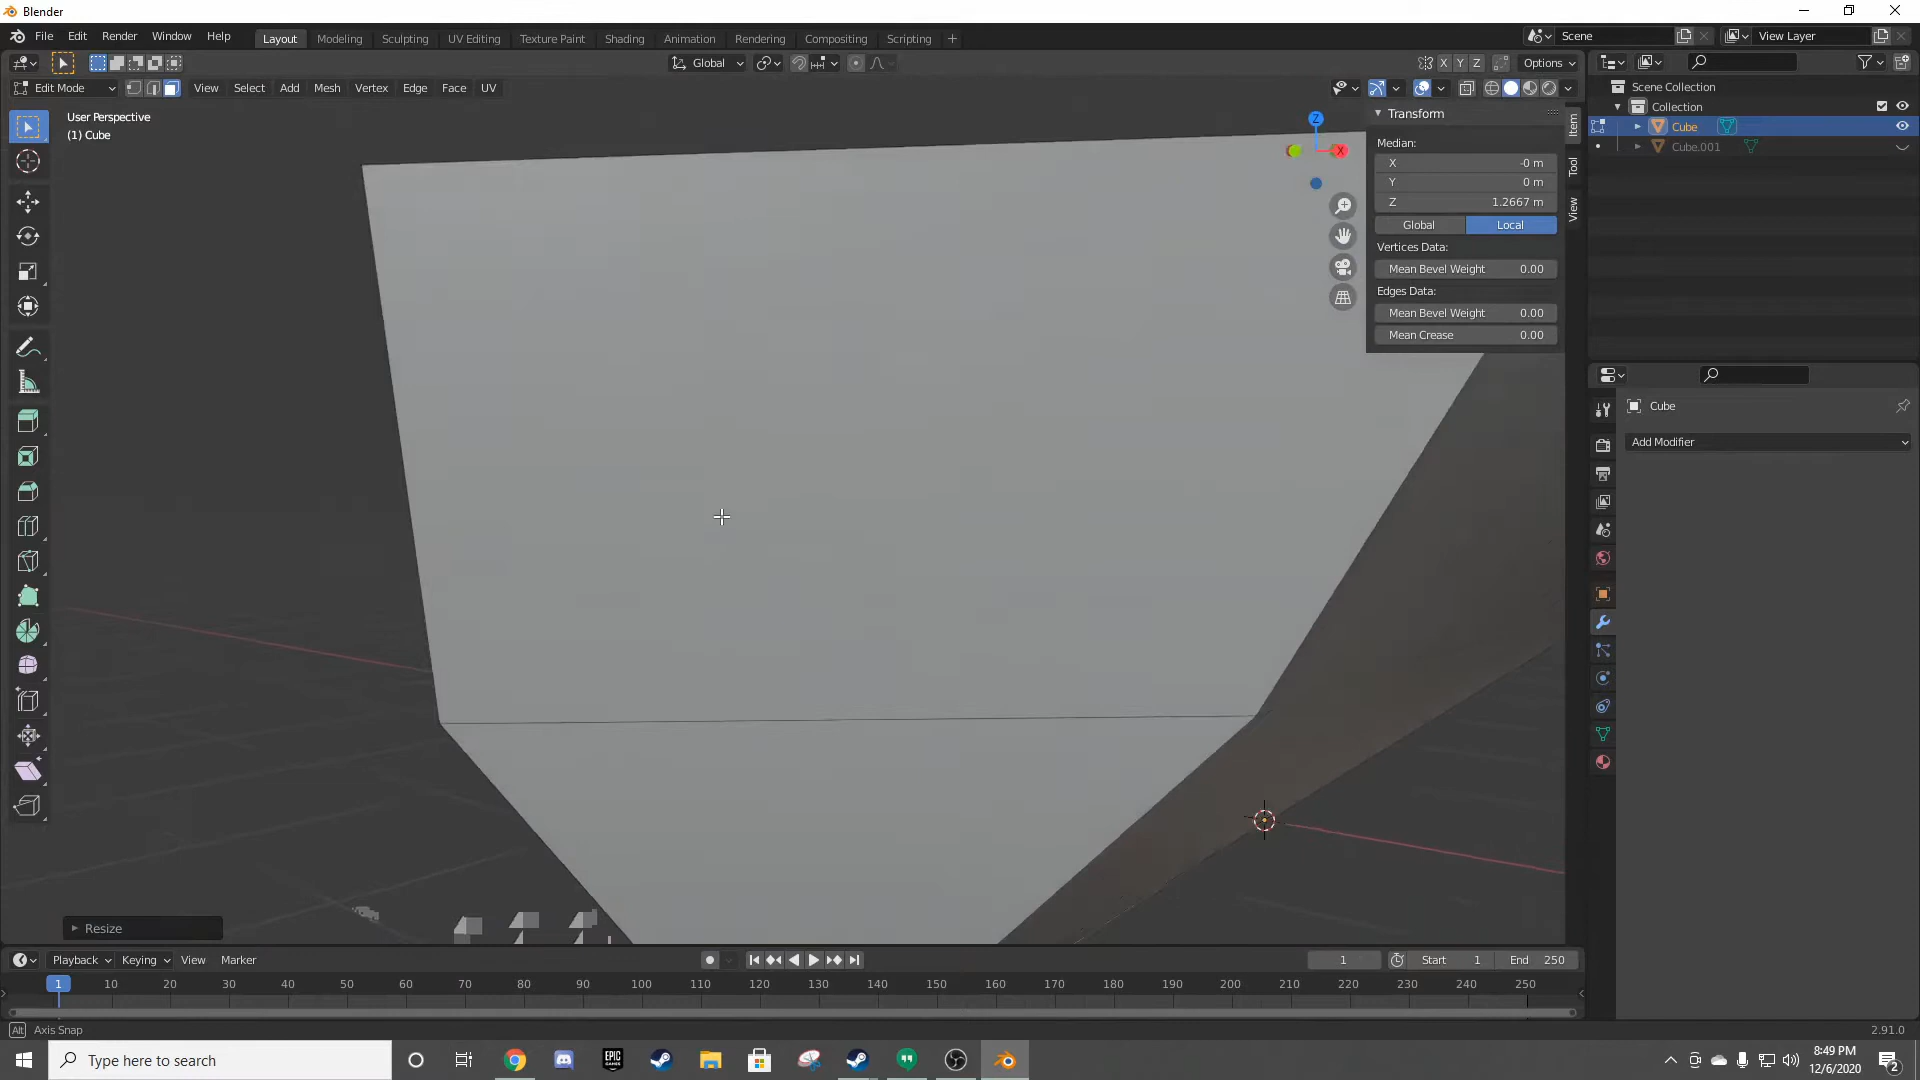 Blender
File Edit Render Window Help
Layout Modeling Sculpting UV Editing Texture Paint Shading Animation Rendering Compositing Scripting +
Scene
View Layer
Global
X Y Z
Options
Edit Mode
View Select Add Mesh Vertex Edge Face UV
User Perspective
(1) Cube
Z
X
Transform
Median:
X -0 m
Y 0 m
Z 1.2667 m
Global Local
Vertices Data:
Mean Bevel Weight 0.00
Edges Data:
Mean Bevel Weight 0.00
Mean Crease 0.00
Item
Tool
View
Scene Collection
Collection
Cube
Cube.001
Cube
Add Modifier
Resize
Playback Keying View Marker
1 Start 1 End 250
1 10 20 30 40 50 60 70 80 90 100 110 120 130 140 150 160 170 180 190 200 210 220 230 240 250
Alt Axis Snap
2.91.0
Type here to search
EPIC GAMES
8:49 PM
12/6/2020
2